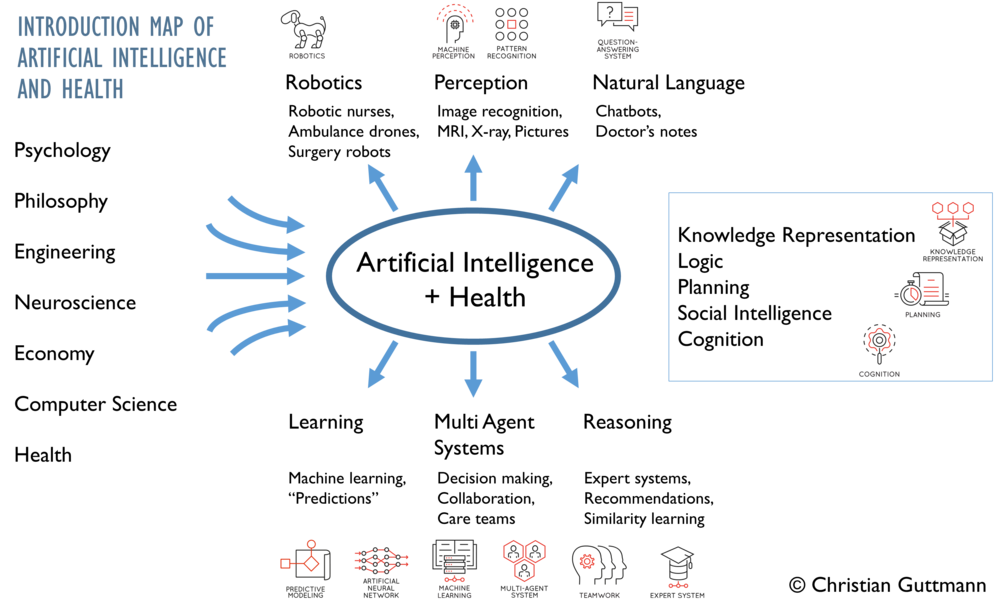 INTRODUCTION MAP OF
ARTIFICIAL INTELLIGENCE
AND HEALTH
Psychology
Philosophy
Engineering
Neuroscience
Economy
Computer Science
Health
ROBOTICS
Robotics
Robotic nurses,
Ambulance drones,
Surgery robots
MACHINE
PERCEPTION
PATTERN
RECOGNITION
Perception
Image recognition,
MRI, X-ray, Pictures
?
QUESTION-
ANSWERING
SYSTEM
Natural Language
Chatbots,
Doctor's notes
Artificial Intelligence
+ Health
Knowledge Representation
Logic
Planning
Social Intelligence
Cognition
KNOWLEDGE
REPRESENTATION
PLANNING
COGNITION
Learning
Machine learning,
“Predictions”
Multi Agent
Systems
Decision making,
Collaboration,
Care teams
Reasoning
Expert systems,
Recommendations,
Similarity learning
PREDICTIVE
MODELING
ARTIFICIAL
NEURAL
NETWORK
MACHINE
LEARNING
MULTI-AGENT
SYSTEM
TEAMWORK
EXPERT SYSTEM
© Christian Guttmann